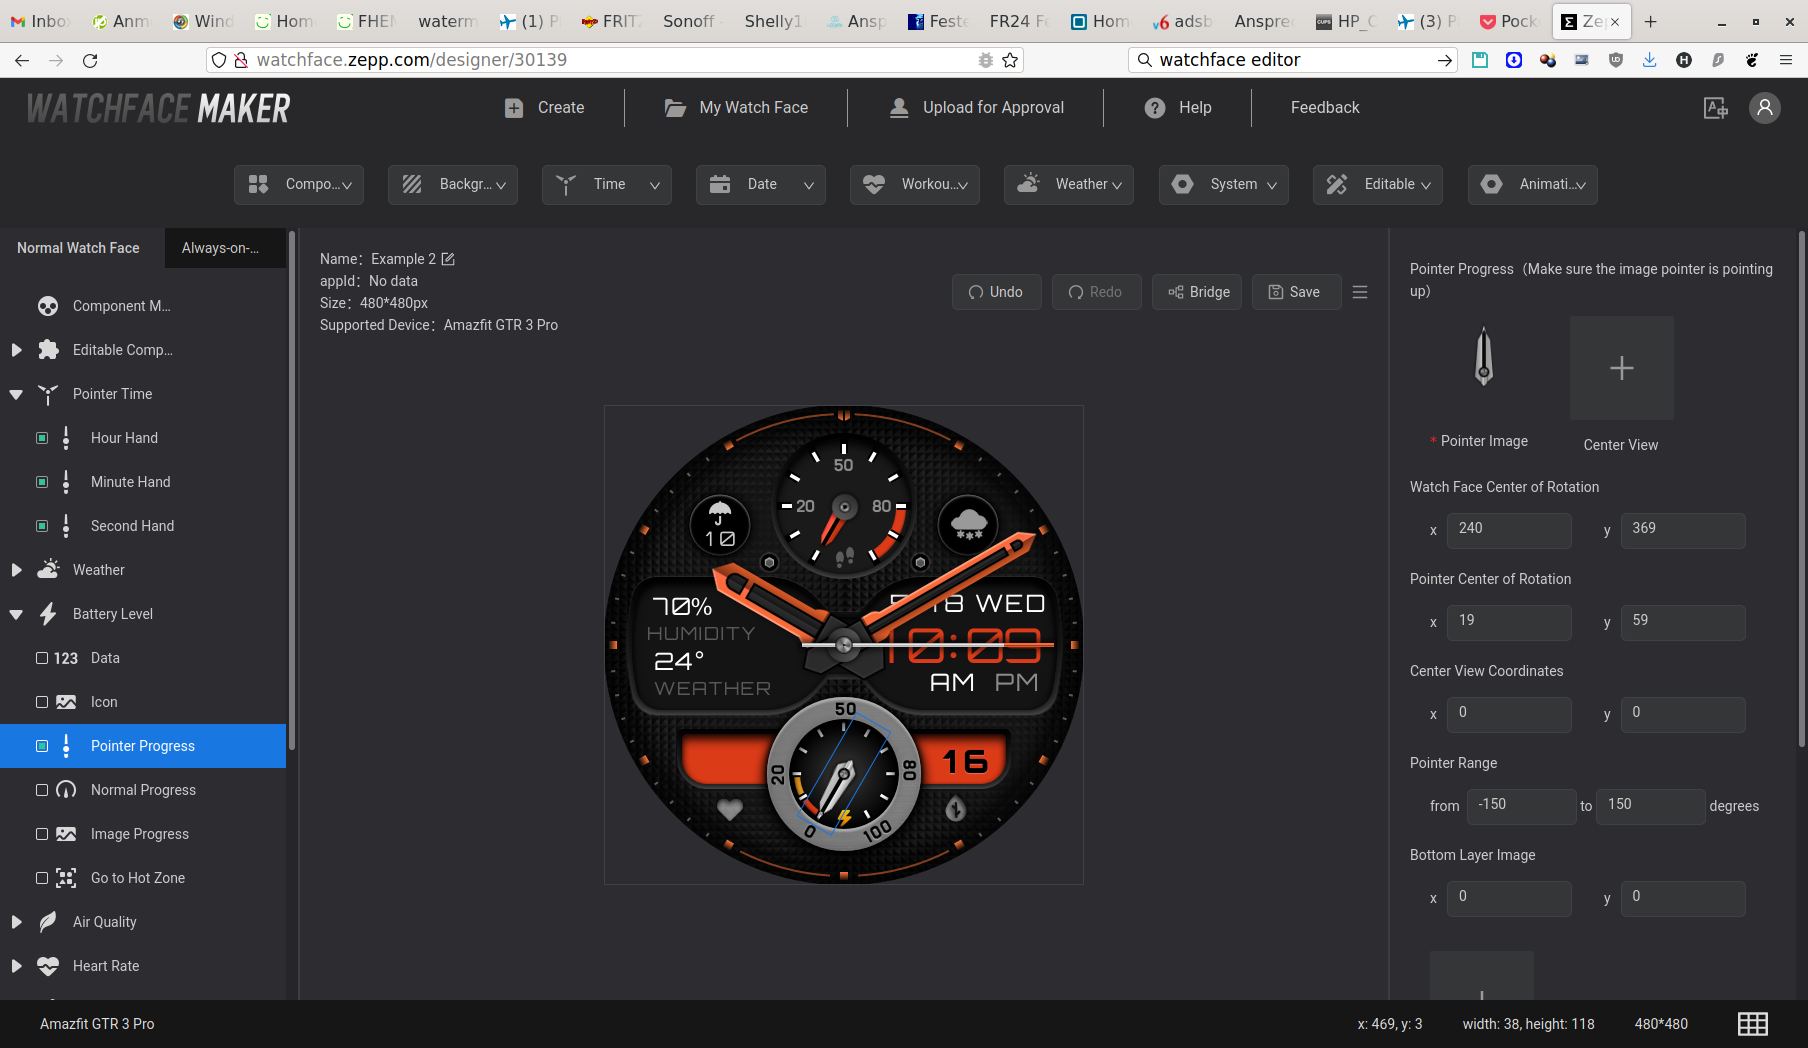 Inbo
Anm
Wind
Hom
FHEM
waterm
(1) P
FRITZ
Sonoff
Shelly1
Ansp
Feste
FR24 Fe
Hom
v6 adsb
Ansprec
HP_C
(3) P
Pock
Zep
watchface.zepp.com/designer/30139
watchface editor
WATCHFACE MAKER
Create
My Watch Face
Upload for Approval
Help
Feedback
Compo...
Backgr...
Time
Date
Workou...
Weather
System
Editable
Animati...
Normal Watch Face
Always-on-...
Component M...
Editable Comp...
Pointer Time
Hour Hand
Minute Hand
Second Hand
Weather
Battery Level
123 Data
Icon
Pointer Progress
Normal Progress
Image Progress
Go to Hot Zone
Air Quality
Heart Rate
Name：Example 2
appId：No data
Size：480*480px
Supported Device：Amazfit GTR 3 Pro
Undo
Redo
Bridge
Save
50
20
80
10
70%
HUMIDITY
24°
WEATHER
18 WED
10:09
AM PM
50
20
80
0
100
16
Pointer Progress（Make sure the image pointer is pointing
up）
* Pointer Image
Center View
Watch Face Center of Rotation
x 240 y 369
Pointer Center of Rotation
x 19 y 59
Center View Coordinates
x 0 y 0
Pointer Range
from -150 to 150 degrees
Bottom Layer Image
x 0 y 0
Amazfit GTR 3 Pro
x: 469, y: 3
width: 38, height: 118
480*480